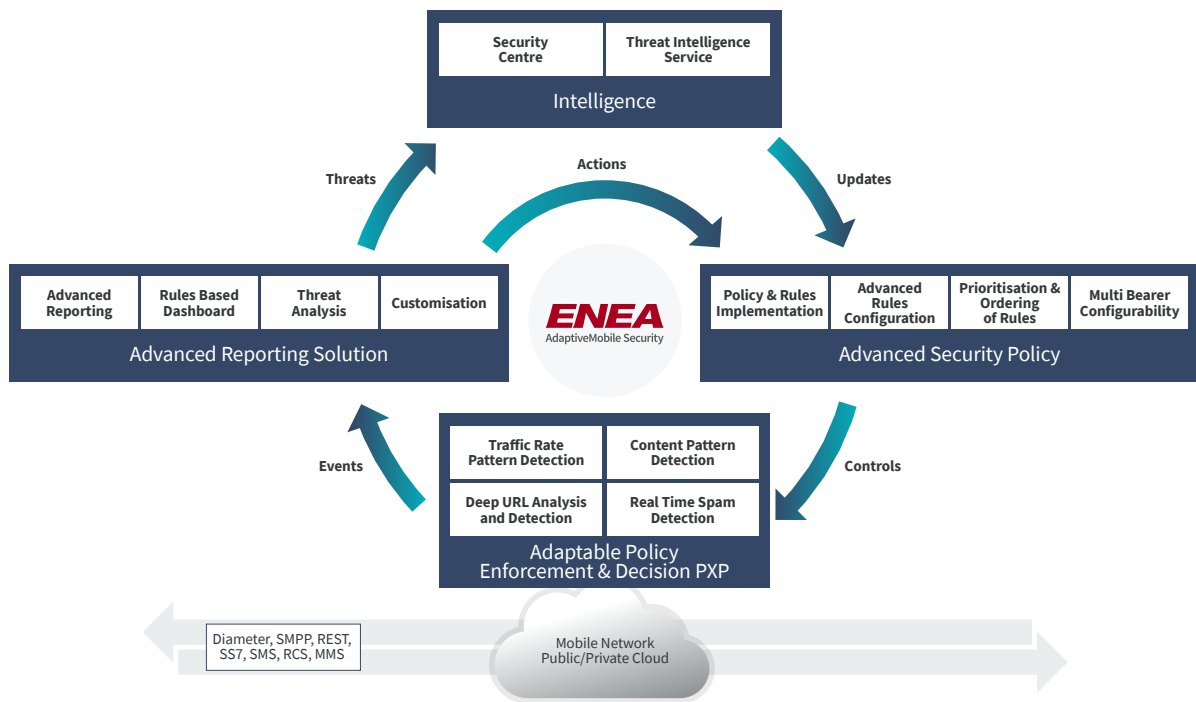 Security
Centre
Threat Intelligence
Service
Intelligence
Threats
Actions
Updates
Advanced
Reporting
Rules Based
Dashboard
Threat
Analysis
Customisation
Advanced Reporting Solution
ENEA
AdaptiveMobile Security
Policy & Rules
Implementation
Advanced
Rules
Configuration
Prioritisation &
Ordering
of Rules
Multi Bearer
Configurability
Advanced Security Policy
Events
Traffic Rate
Pattern Detection
Content Pattern
Detection
Deep URL Analysis
and Detection
Real Time Spam
Detection
Adaptable Policy
Enforcement & Decision PXP
Controls
Diameter, SMPP, REST,
SS7, SMS, RCS, MMS
Mobile Network
Public/Private Cloud